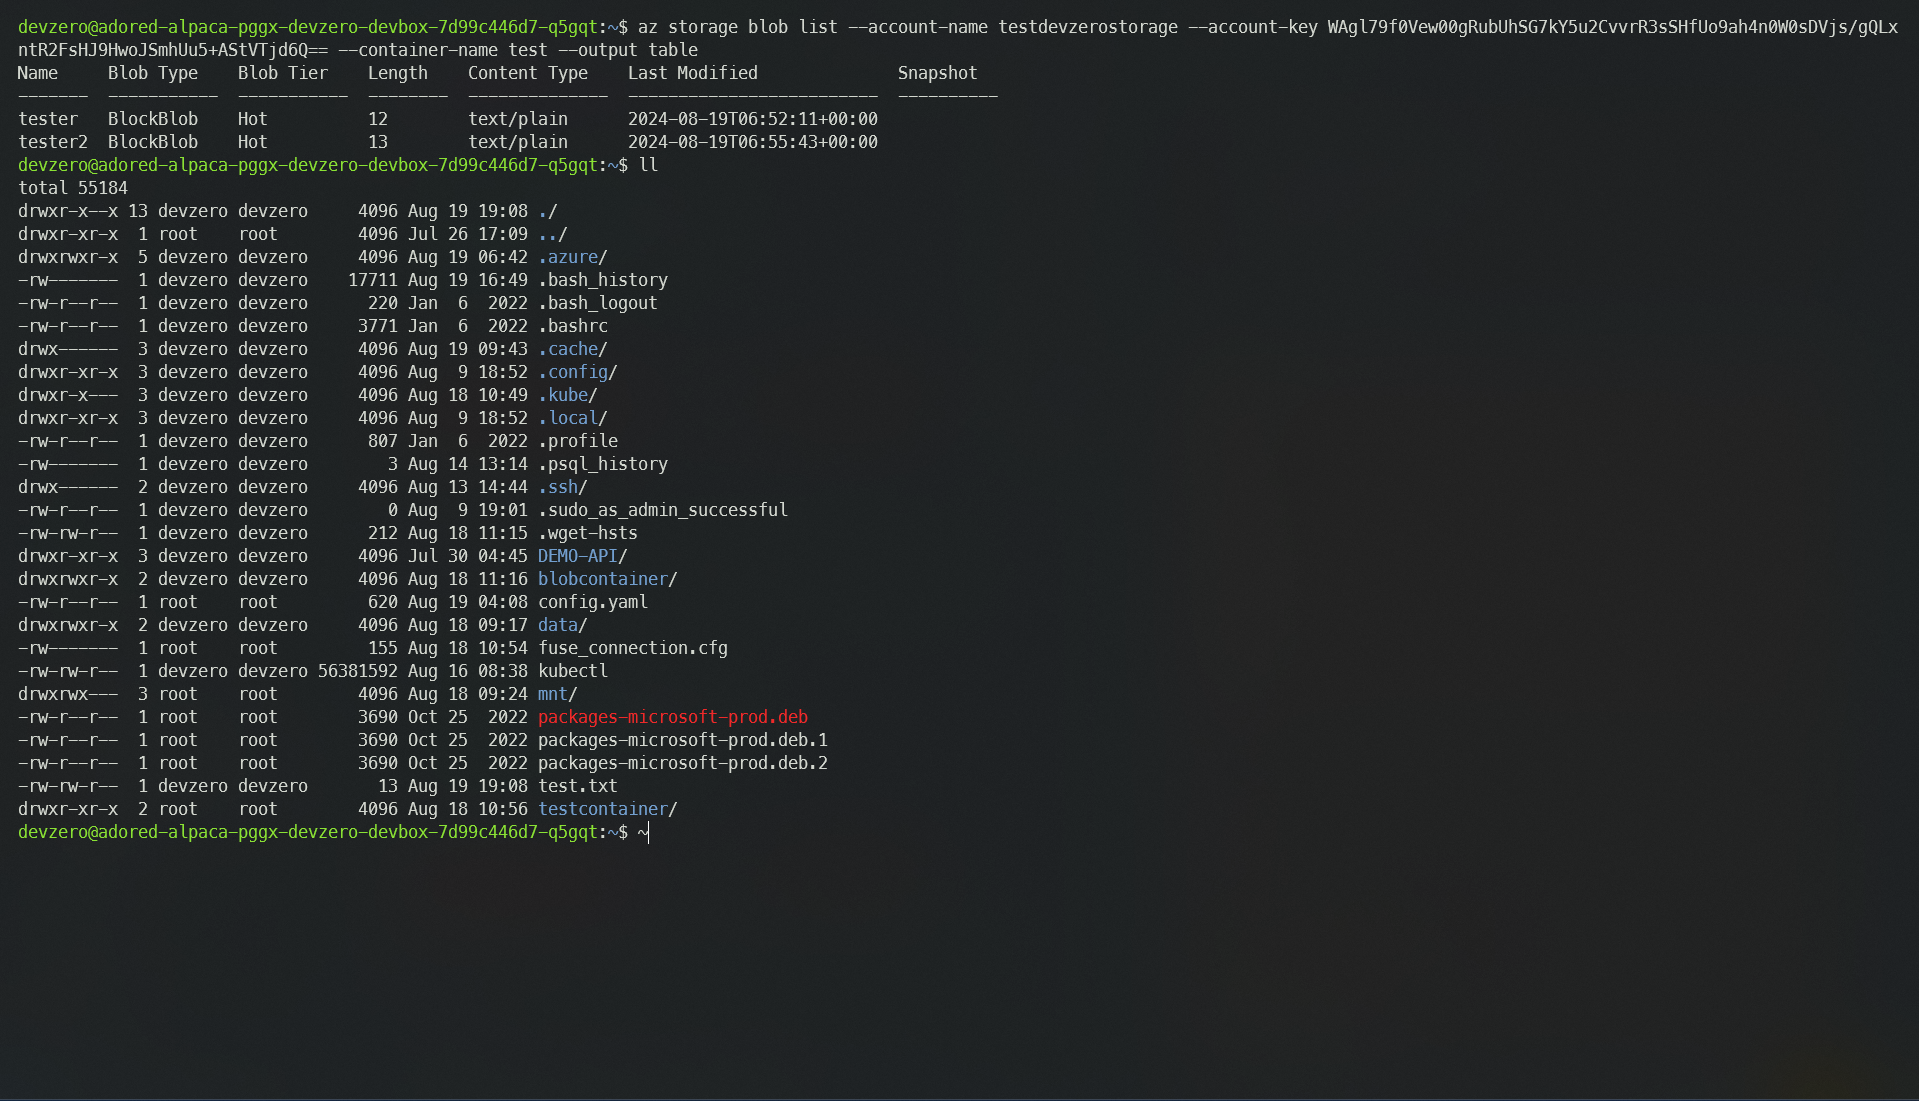 devzero@adored-alpaca-pggx-devzero-devbox-7d99c446d7-q5gqt:~$ az storage blob list --account-name testdevzerostorage --account-key WAgl79f0Vew00gRubUhSG7kY5u2CvvrR3sSHfUo9ah4n0W0sDVjs/gQLx
ntR2FsHJ9HwoJSmhUu5+AStVTjd6Q== --container-name test --output table
Name     Blob Type    Blob Tier    Length    Content Type    Last Modified              Snapshot
-------  -----------  -----------  --------  --------------  -------------------------  ----------
tester   BlockBlob    Hot          12        text/plain      2024-08-19T06:52:11+00:00
tester2  BlockBlob    Hot          13        text/plain      2024-08-19T06:55:43+00:00
devzero@adored-alpaca-pggx-devzero-devbox-7d99c446d7-q5gqt:~$ ll
total 55184
drwxr-x--x 13 devzero devzero     4096 Aug 19 19:08 ./
drwxr-xr-x  1 root    root        4096 Jul 26 17:09 ../
drwxrwxr-x  5 devzero devzero     4096 Aug 19 06:42 .azure/
-rw-------  1 devzero devzero    17711 Aug 19 16:49 .bash_history
-rw-r--r--  1 devzero devzero      220 Jan  6  2022 .bash_logout
-rw-r--r--  1 devzero devzero     3771 Jan  6  2022 .bashrc
drwx------  3 devzero devzero     4096 Aug 19 09:43 .cache/
drwxr-xr-x  3 devzero devzero     4096 Aug  9 18:52 .config/
drwxr-x---  3 devzero devzero     4096 Aug 18 10:49 .kube/
drwxr-xr-x  3 devzero devzero     4096 Aug  9 18:52 .local/
-rw-r--r--  1 devzero devzero      807 Jan  6  2022 .profile
-rw-------  1 devzero devzero        3 Aug 14 13:14 .psql_history
drwx------  2 devzero devzero     4096 Aug 13 14:44 .ssh/
-rw-r--r--  1 devzero devzero        0 Aug  9 19:01 .sudo_as_admin_successful
-rw-rw-r--  1 devzero devzero      212 Aug 18 11:15 .wget-hsts
drwxr-xr-x  3 devzero devzero     4096 Jul 30 04:45 DEMO-API/
drwxrwxr-x  2 devzero devzero     4096 Aug 18 11:16 blobcontainer/
-rw-r--r--  1 root    root         620 Aug 19 04:08 config.yaml
drwxrwxr-x  2 devzero devzero     4096 Aug 18 09:17 data/
-rw-------  1 root    root         155 Aug 18 10:54 fuse_connection.cfg
-rw-rw-r--  1 devzero devzero 56381592 Aug 16 08:38 kubectl
drwxrwx---  3 root    root        4096 Aug 18 09:24 mnt/
-rw-r--r--  1 root    root        3690 Oct 25  2022 packages-microsoft-prod.deb
-rw-r--r--  1 root    root        3690 Oct 25  2022 packages-microsoft-prod.deb.1
-rw-r--r--  1 root    root        3690 Oct 25  2022 packages-microsoft-prod.deb.2
-rw-rw-r--  1 devzero devzero       13 Aug 19 19:08 test.txt
drwxr-xr-x  2 root    root        4096 Aug 18 10:56 testcontainer/
devzero@adored-alpaca-pggx-devzero-devbox-7d99c446d7-q5gqt:~$ ~